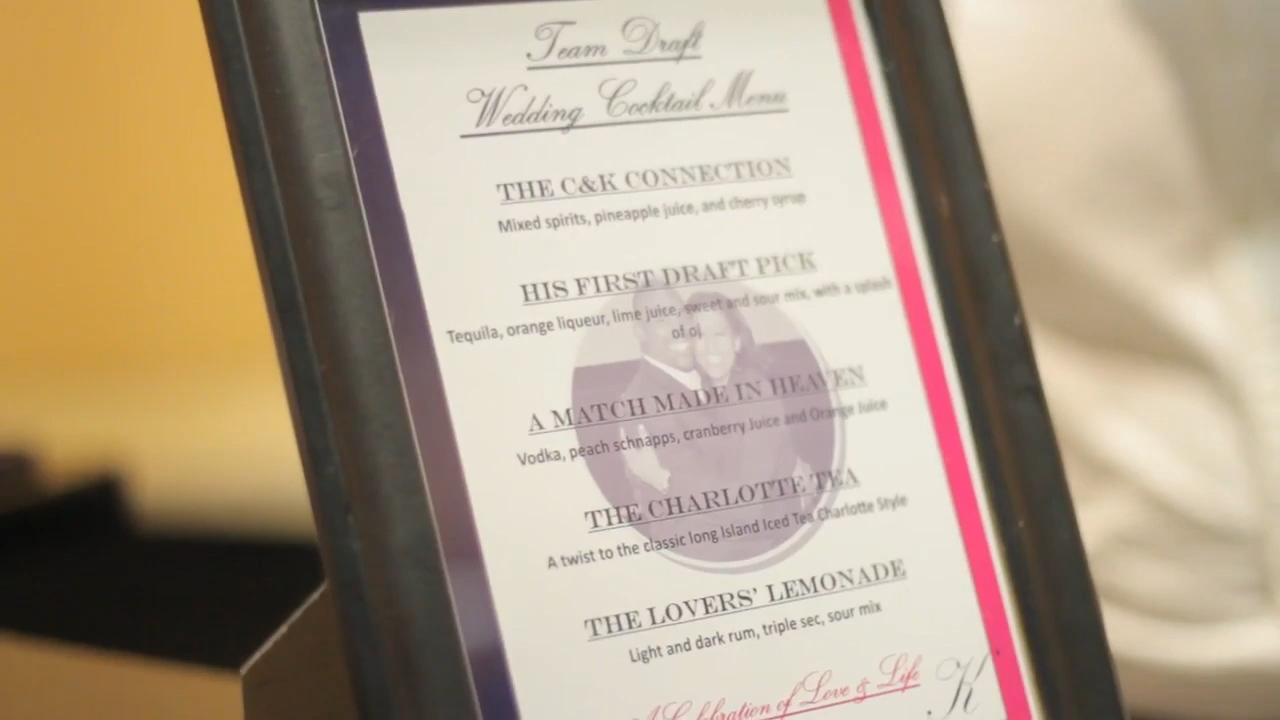 Team Draft
Wedding Cocktail Menu
THE C&K CONNECTION
Mixed spirits, pineapple juice, and cherry syrup
HIS FIRST DRAFT PICK
Tequila, orange liqueur, lime juice, sweet and sour mix, with a splash
of oj
A MATCH MADE IN HEAVEN
Vodka, peach schnapps, cranberry Juice and Orange Juice
THE CHARLOTTE TEA
A twist to the classic long Island Iced Tea Charlotte Style
THE LOVERS' LEMONADE
Light and dark rum, triple sec, sour mix
A Celebration of Love & Life
K